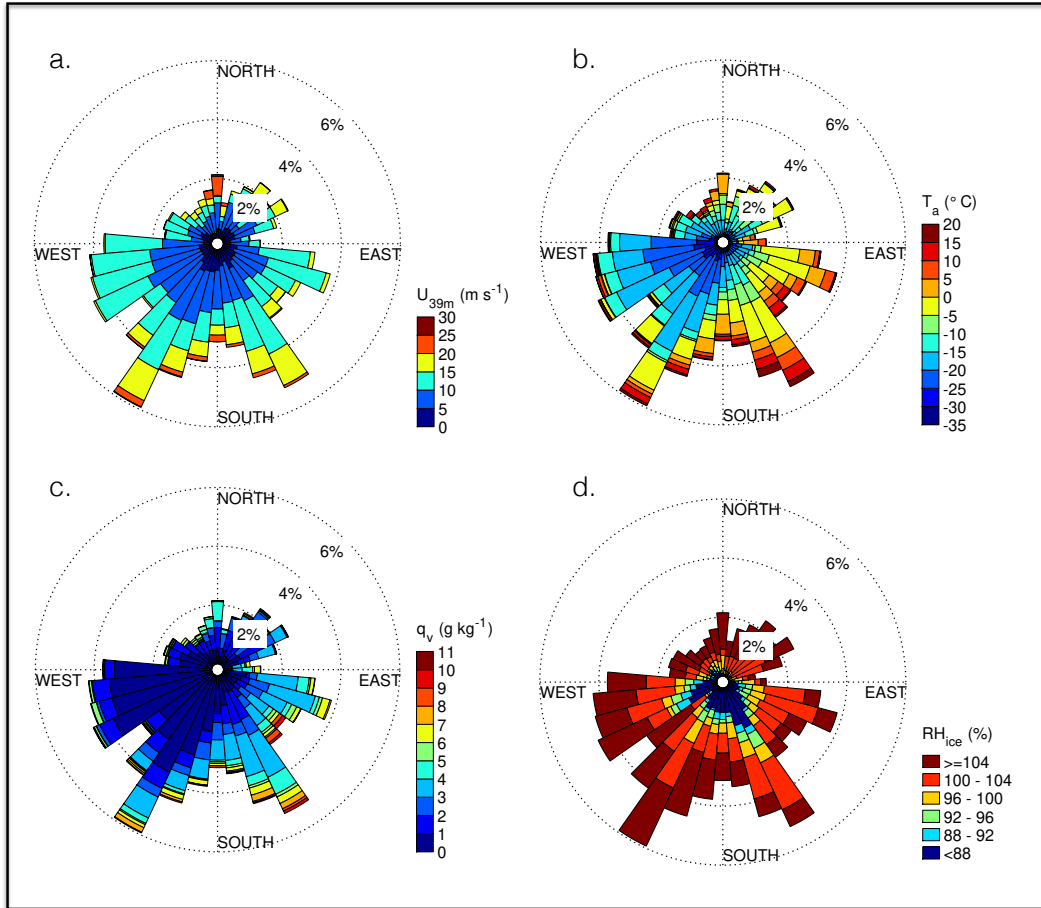 a.
NORTH
6%
4%
2%
WEST
EAST
SOUTH
U39m (m s-1)
30
25
20
15
10
5
0
b.
NORTH
6%
4%
2%
WEST
EAST
SOUTH
Ta (° C)
20
15
10
5
0
-5
-10
-15
-20
-25
-30
-35
c.
NORTH
6%
4%
2%
WEST
EAST
SOUTH
qv (g kg-1)
11
10
9
8
7
6
5
4
3
2
1
0
d.
NORTH
6%
4%
2%
WEST
EAST
SOUTH
RHice (%)
>=104
100 - 104
96 - 100
92 - 96
88 - 92
<88